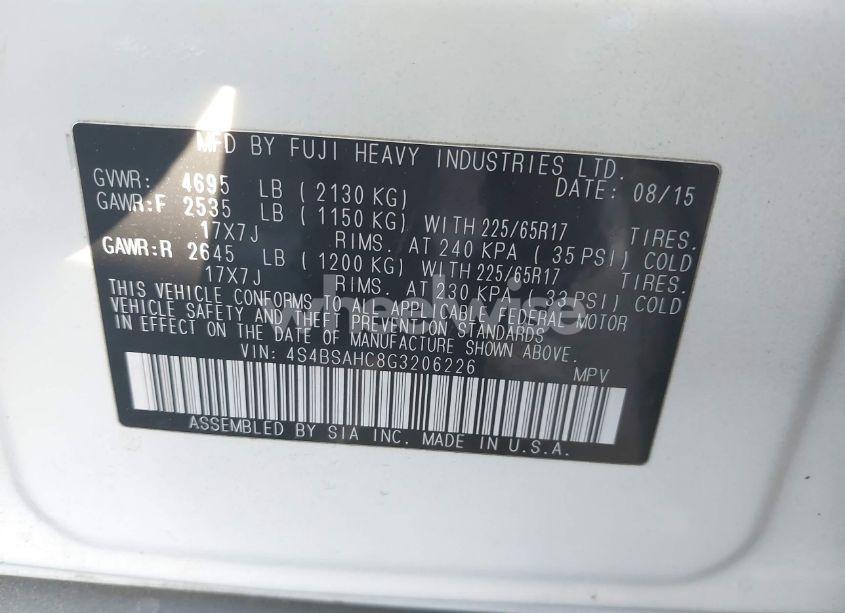 MFD BY FUJI HEAVY INDUSTRIES LTD.
DATE: 08/15
GVWR: 4695 LB ( 2130 KG)
GAWR:F 2535 LB ( 1150 KG) WITH 225/65R17 TIRES.
17X7J RIMS. AT 240 KPA ( 35 PSI) COLD
GAWR:R 2645 LB ( 1200 KG) WITH 225/65R17 TIRES.
17X7J RIMS. AT 230 KPA ( 33 PSI) COLD
THIS VEHICLE CONFORMS TO ALL APPLICABLE FEDERAL MOTOR
VEHICLE SAFETY AND THEFT PREVENTION STANDARDS
IN EFFECT ON THE DATE OF MANUFACTURE SHOWN ABOVE.
VIN: 4S4BSAHC8G3206226 MPV
ASSEMBLED BY SIA INC. MADE IN U.S.A.
wheelwise